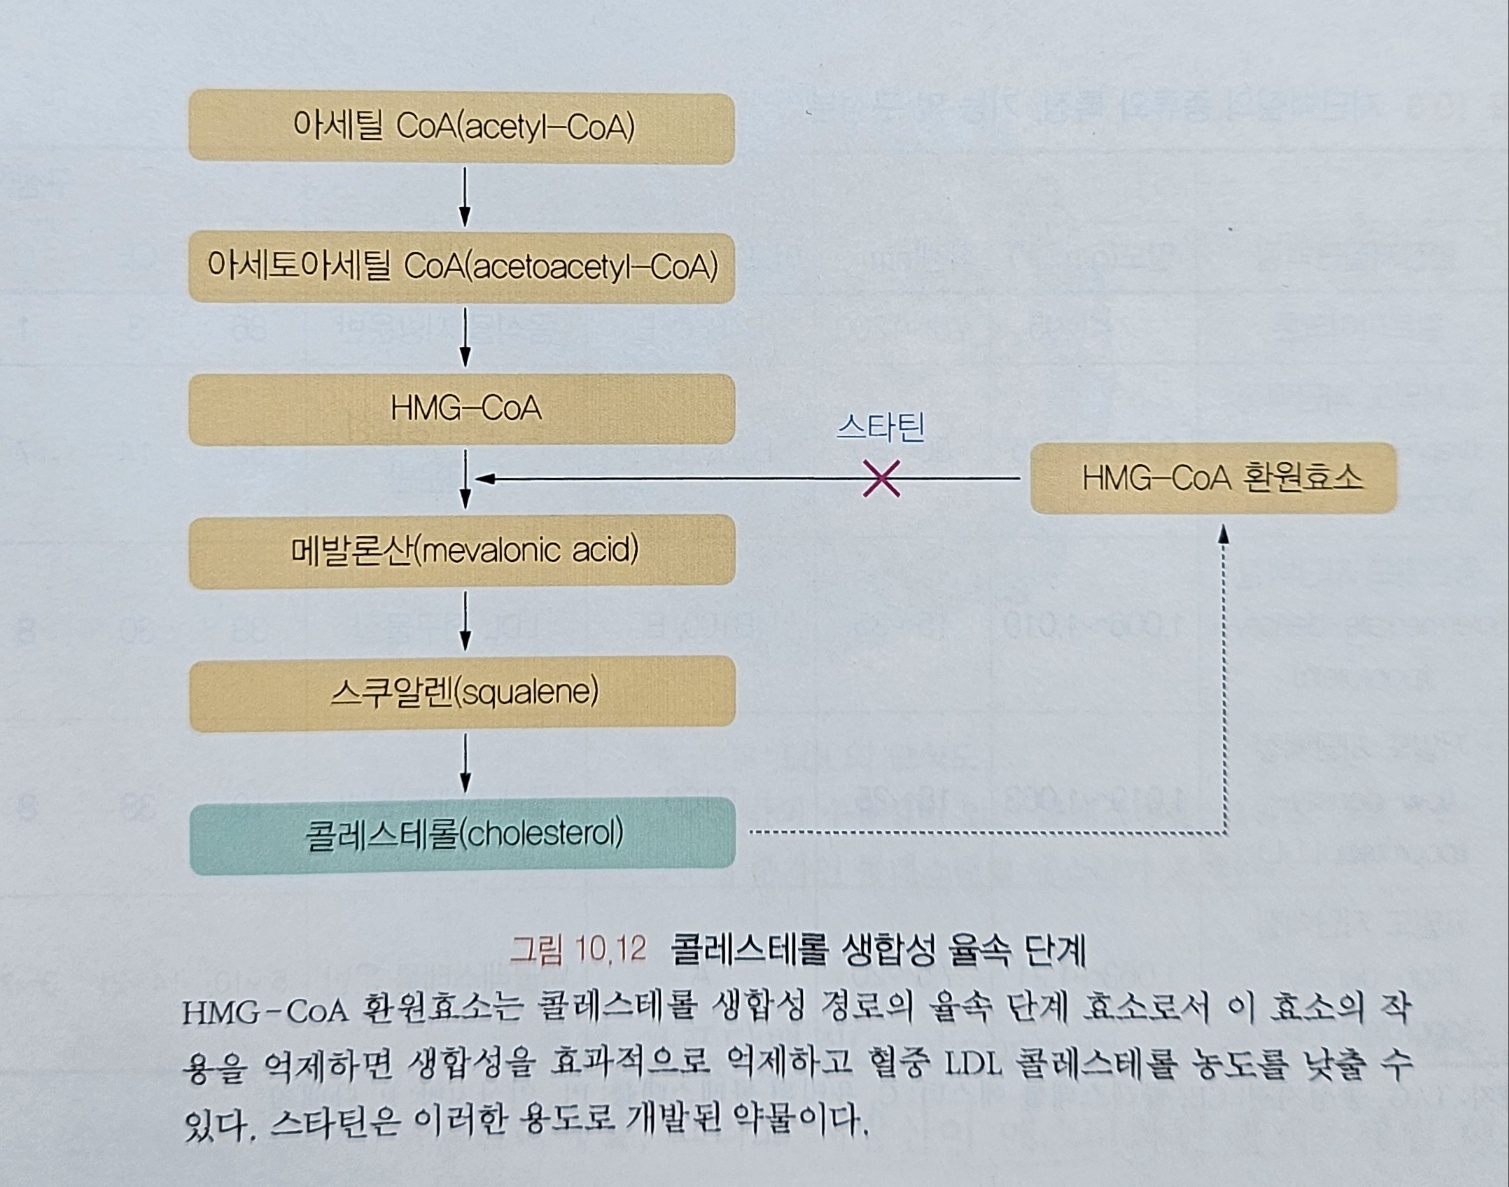 아세틸 CoA(acetyl-CoA)
아세토아세틸 CoA(acetoacetyl-CoA)
HMG-CoA
스타틴
HMG-CoA 환원효소
메발론산(mevalonic acid)
스쿠알렌(squalene)
콜레스테롤(cholesterol)
그림 10.12 콜레스테롤 생합성 율속 단계
HMG-CoA 환원효소는 콜레스테롤 생합성 경로의 율속 단계 효소로서 이 효소의 작
용을 억제하면 생합성을 효과적으로 억제하고 혈중 LDL 콜레스테롤 농도를 낮출 수
있다. 스타틴은 이러한 용도로 개발된 약물이다.